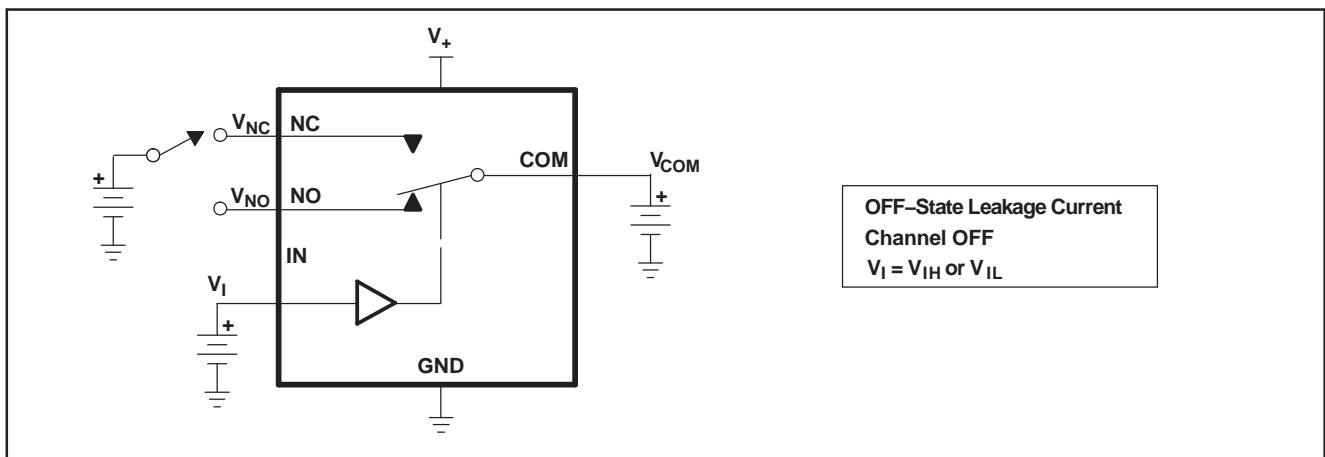 V+
VNC NC
COM VCOM
+
VNO NO
+
IN
VI
+
GND
OFF–State Leakage Current
Channel OFF
VI = VIH or VIL